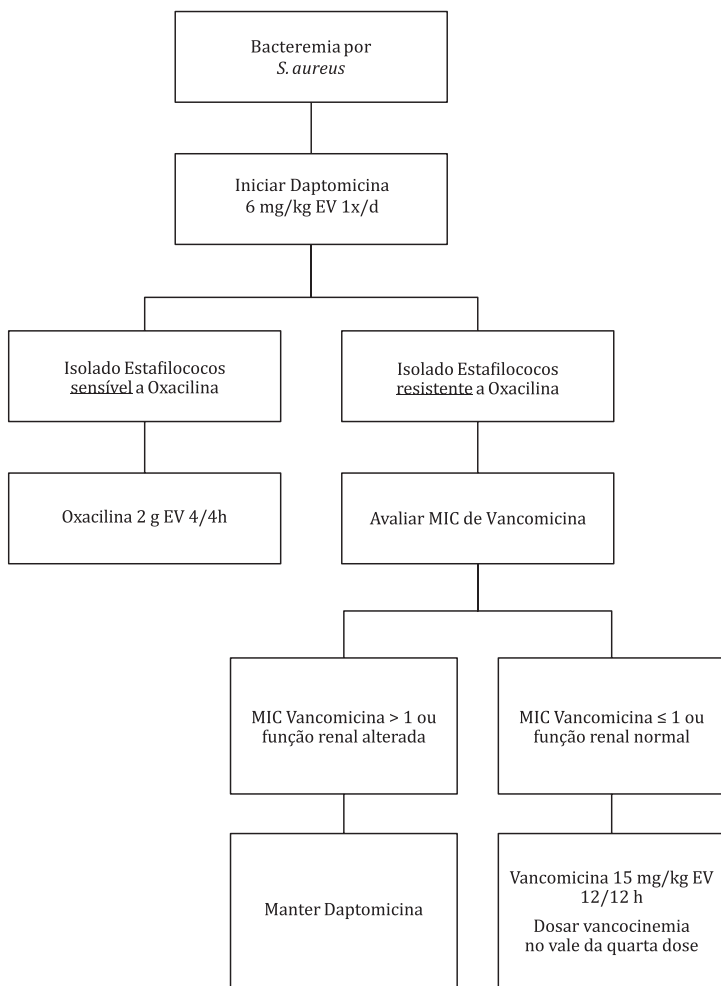 Bacteremia por
S. aureus
Iniciar Daptomicina
6 mg/kg EV 1x/d
Isolado Estafilococos
sensível a Oxacilina
Isolado Estafilococos
resistente a Oxacilina
Oxacilina 2 g EV 4/4h
Avaliar MIC de Vancomicina
MIC Vancomicina > 1 ou
função renal alterada
MIC Vancomicina ≤ 1 ou
função renal normal
Manter Daptomicina
Vancomicina 15 mg/kg EV
12/12 h
Dosar vancocinemia
no vale da quarta dose